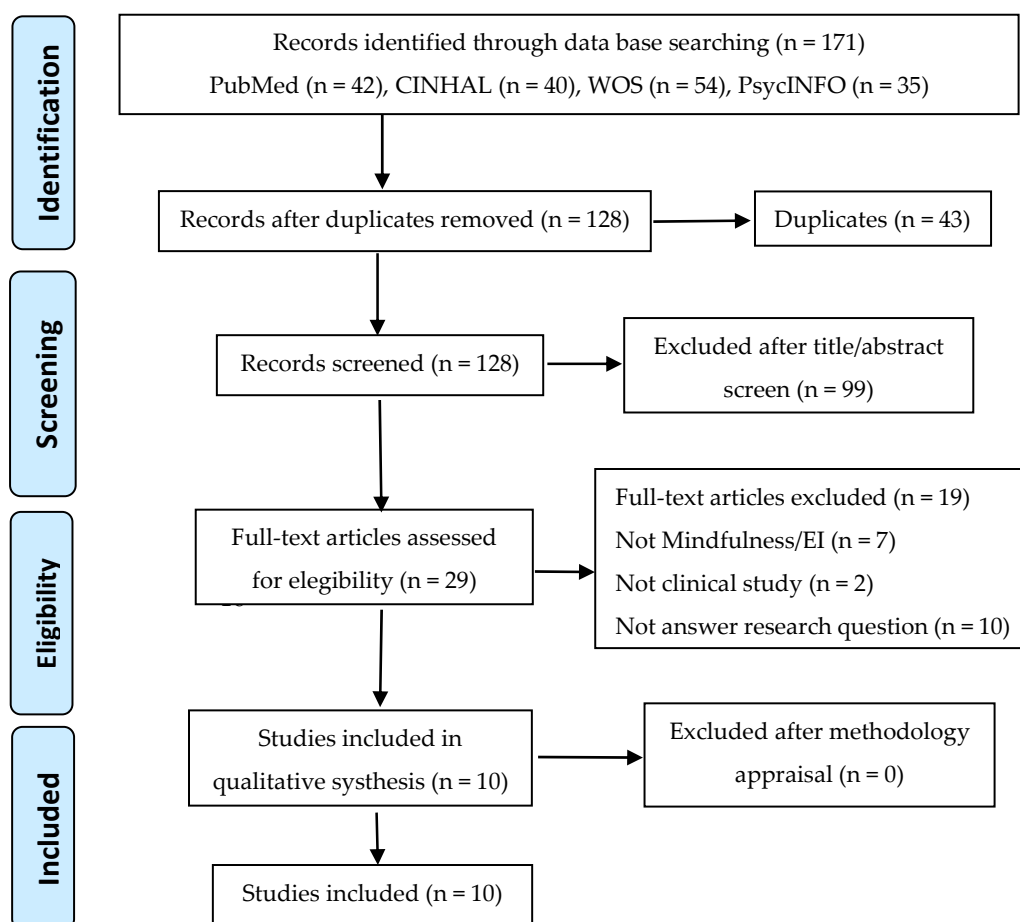 Identification
Records identified through data base searching (n = 171)
PubMed (n = 42), CINHAL (n = 40), WOS (n = 54), PsycINFO (n = 35)
Records after duplicates removed (n = 128)
Duplicates (n = 43)
Screening
Records screened (n = 128)
Excluded after title/abstract
screen (n = 99)
Eligibility
Full-text articles assessed
for elegibility (n = 29)
Full-text articles excluded (n = 19)
Not Mindfulness/EI (n = 7)
Not clinical study (n = 2)
Not answer research question (n = 10)
Included
Studies included in
qualitative systhesis (n = 10)
Excluded after methodology
appraisal (n = 0)
Studies included (n = 10)